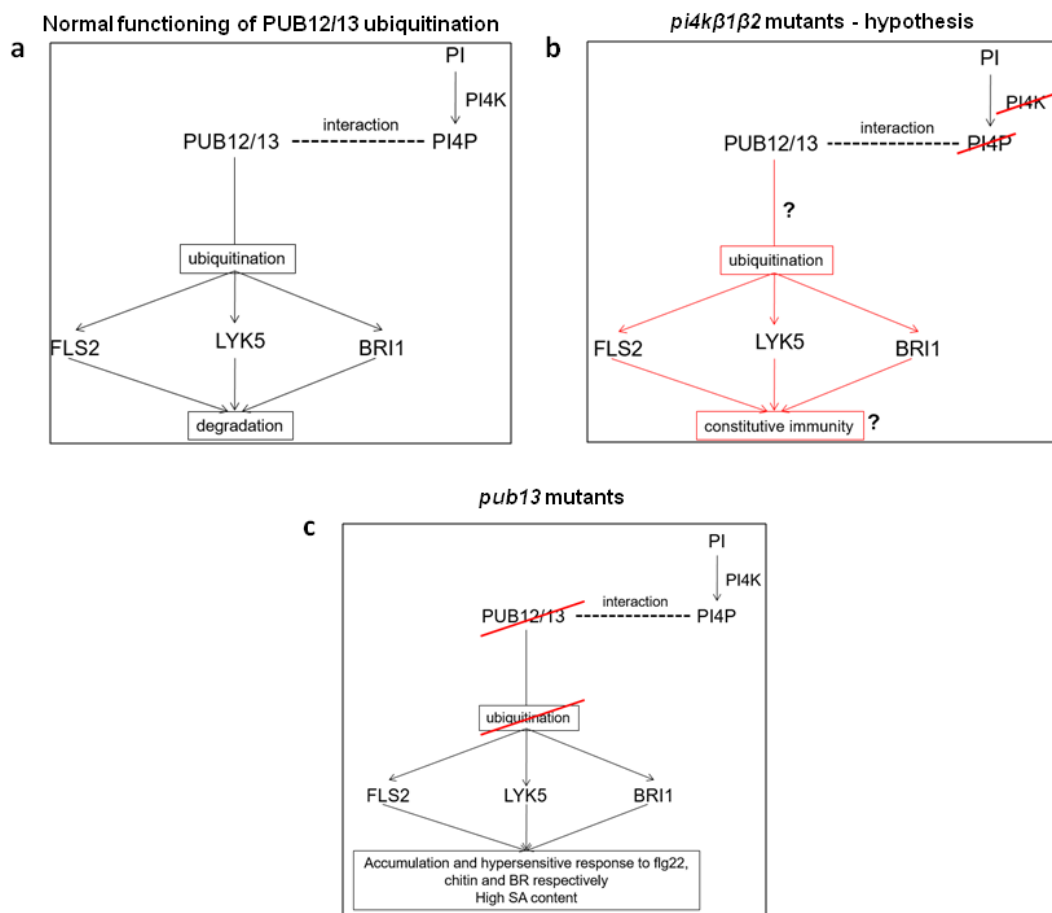 Normal functioning of PUB12/13 ubiquitination
a
PI
PI4K
interaction
PUB12/13
PI4P
ubiquitination
FLS2
LYK5
BRI1
degradation
pi4kβ1β2 mutants - hypothesis
b
PI
PI4K
interaction
PUB12/13
PI4P
?
ubiquitination
FLS2
LYK5
BRI1
constitutive immunity
?
pub13 mutants
c
PI
PI4K
interaction
PUB12/13
PI4P
ubiquitination
FLS2
LYK5
BRI1
Accumulation and hypersensitive response to flg22,
chitin and BR respectively
High SA content